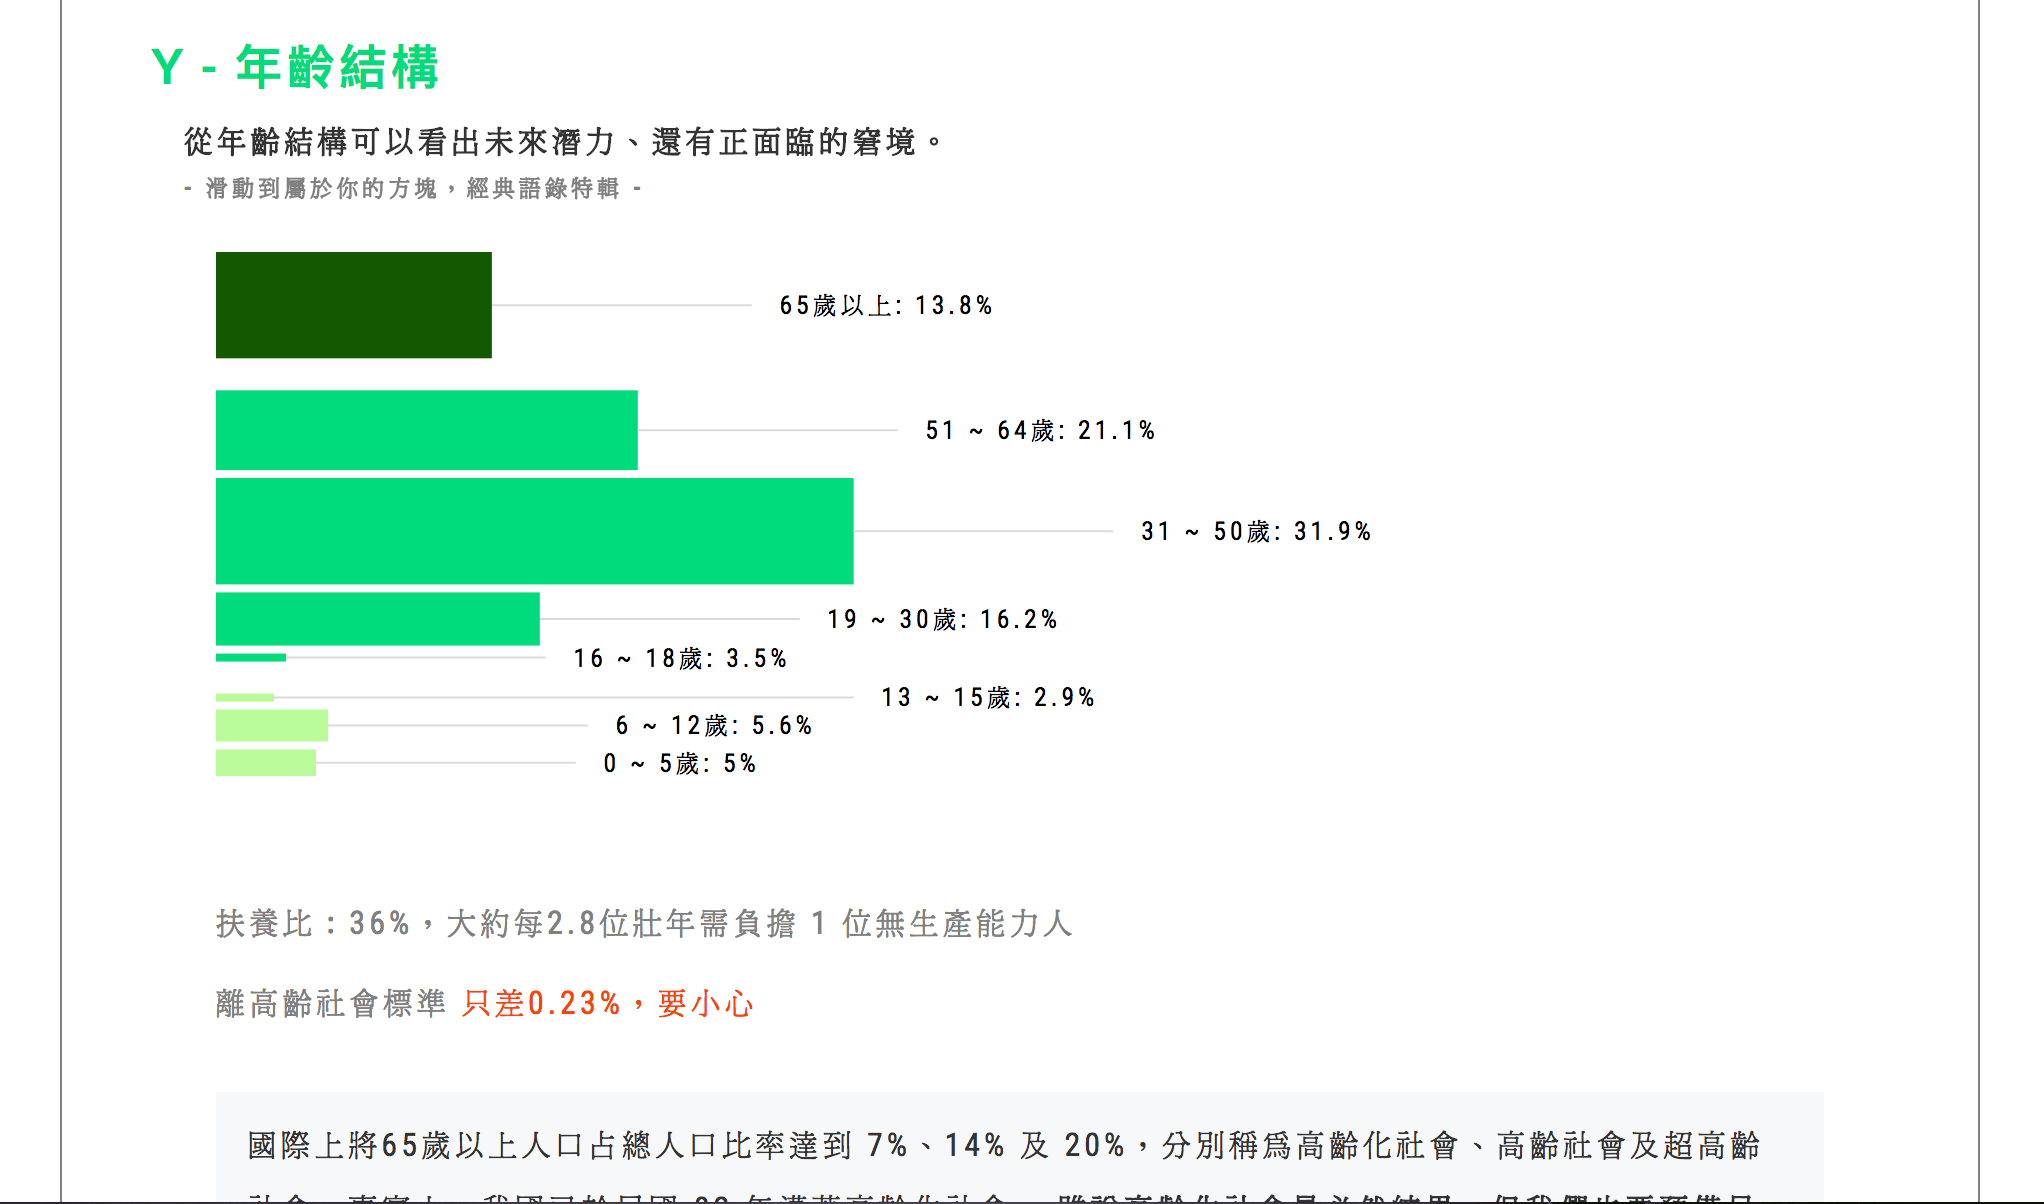 Y - 年齡結構
從年齡結構可以看出未來潛力、還有正面臨的窘境。
- 滑動到屬於你的方塊，經典語錄特輯 -
65歲以上: 13.8%
51 ~ 64歲: 21.1%
31 ~ 50歲: 31.9%
19 ~ 30歲: 16.2%
16 ~ 18歲: 3.5%
13 ~ 15歲: 2.9%
6 ~ 12歲: 5.6%
0 ~ 5歲: 5%
扶養比：36%，大約每2.8位壯年需負擔 1 位無生產能力人
離高齡社會標準 只差0.23%，要小心
國際上將65歲以上人口占總人口比率達到 7%、14% 及 20%，分別稱為高齡化社會、高齡社會及超高齡